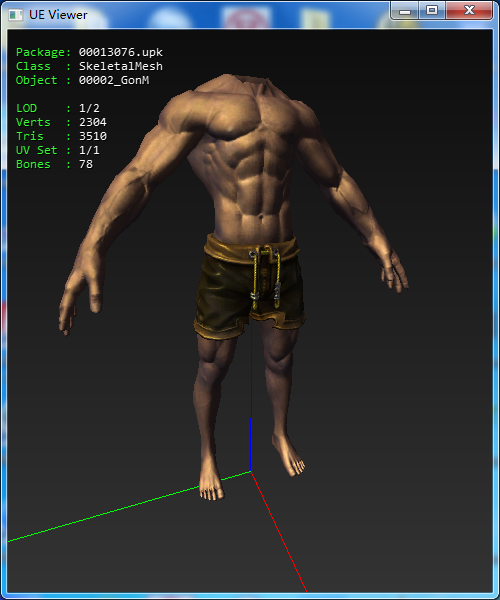 UE Viewer
Package: 00013076.upk
Class : SkeletalMesh
Object : 00002_GonM
LOD : 1/2
Verts : 2304
Tris : 3510
UV Set : 1/1
Bones : 78